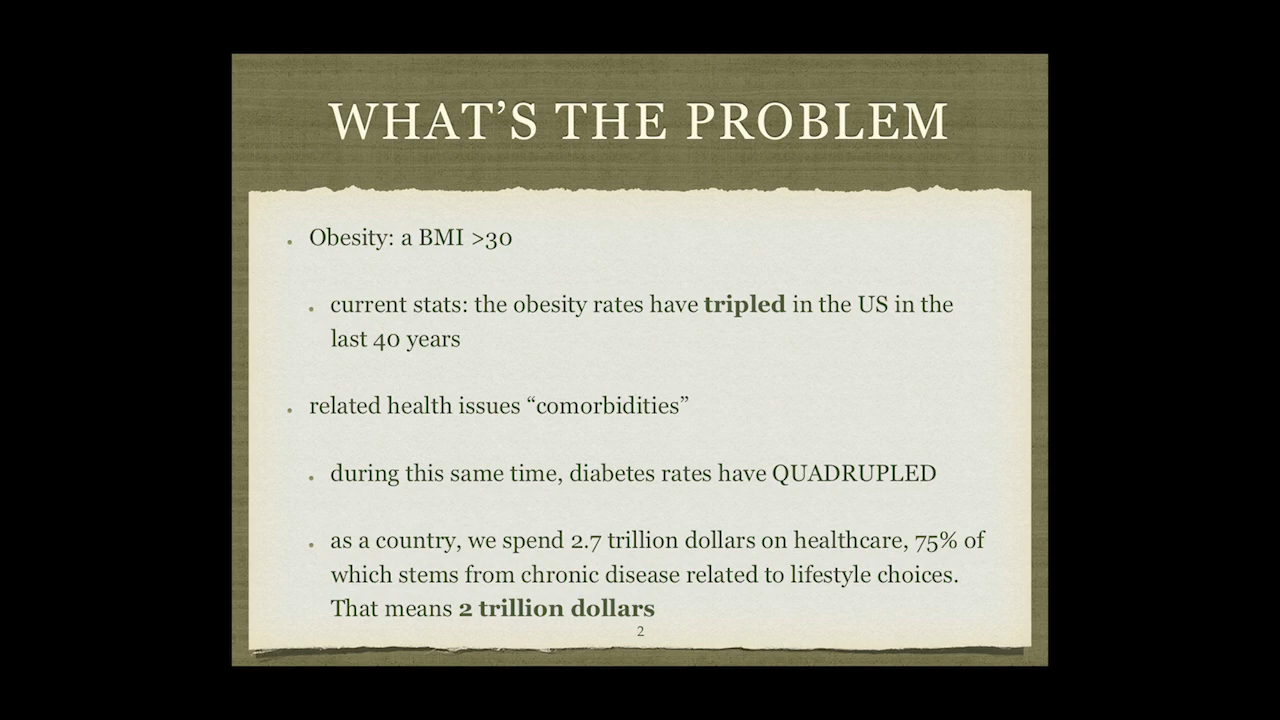 WHAT’S THE PROBLEM
Obesity: a BMI >30
current stats: the obesity rates have tripled in the US in the
last 40 years
related health issues “comorbidities”
during this same time, diabetes rates have QUADRUPLED
as a country, we spend 2.7 trillion dollars on healthcare, 75% of
which stems from chronic disease related to lifestyle choices.
That means 2 trillion dollars
2